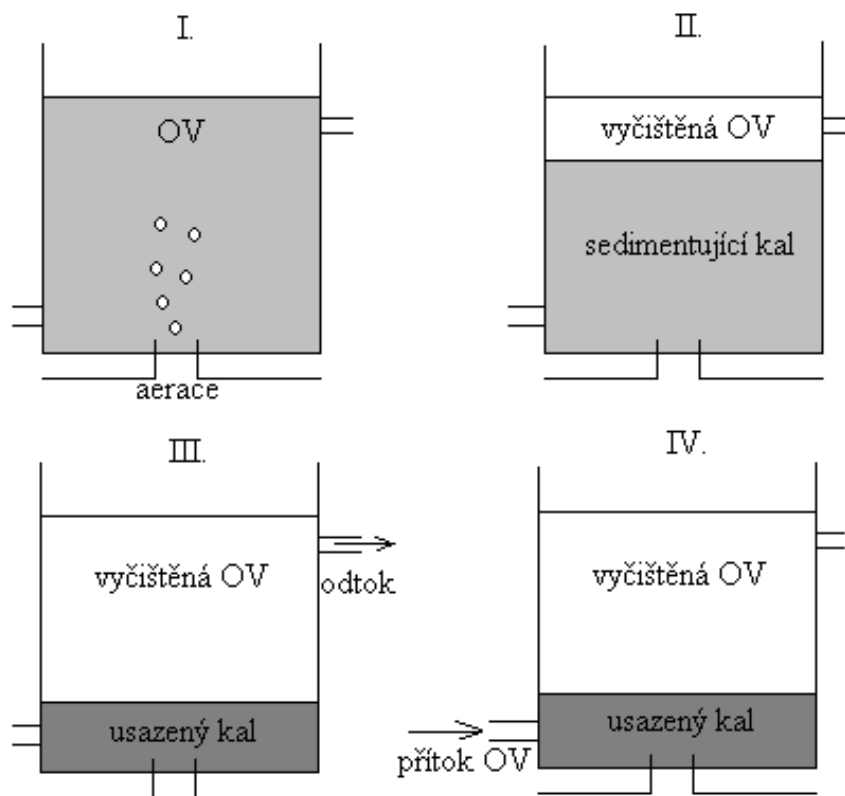 I.
OV
aerace
II.
vyčištěná OV
sedimentující kal
III.
vyčištěná OV
odtok
usazený kal
IV.
vyčištěná OV
usazený kal
přítok OV